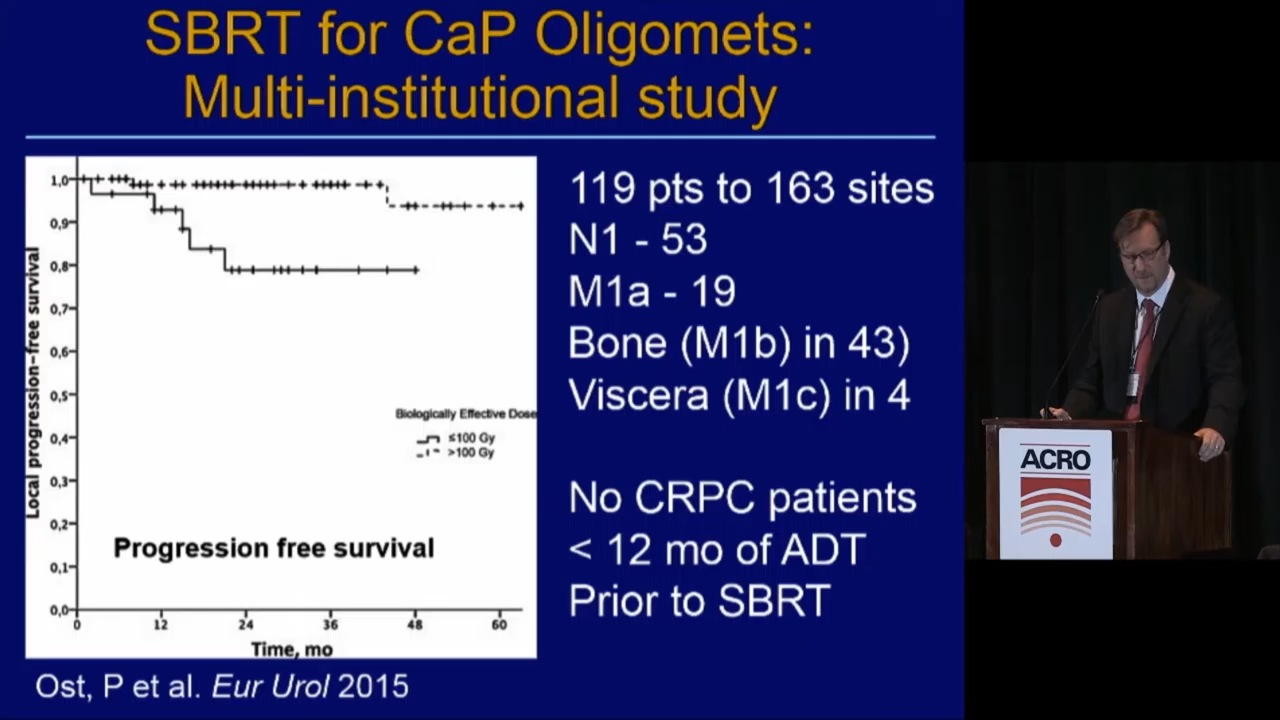 SBRT for CaP Oligomets:
Multi-institutional study
1,0
0,9
0,8
0,7
0,6
0,5
0,4
0,3
0,2
0,1
0,0
Local progression-free survival
Biologically Effective Dose
≤100 Gy
>100 Gy
Progression free survival
0 12 24 36 48 60
Time, mo
119 pts to 163 sites
N1 - 53
M1a - 19
Bone (M1b) in 43)
Viscera (M1c) in 4
No CRPC patients
< 12 mo of ADT
Prior to SBRT
Ost, P et al. Eur Urol 2015
ACRO